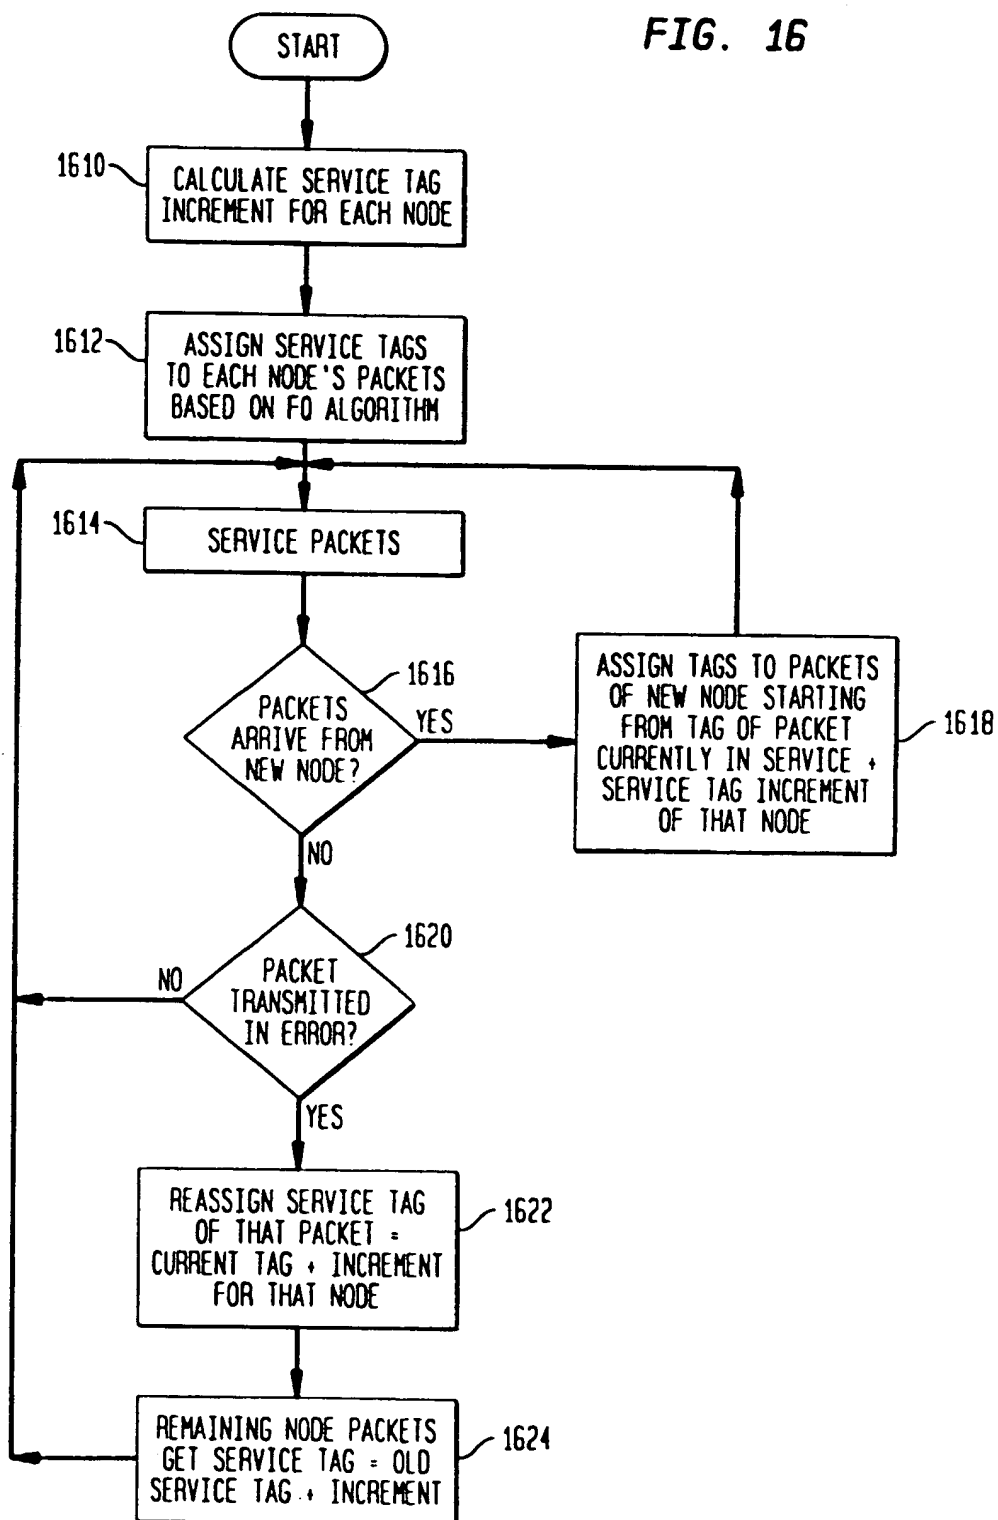 FIG. 16
START
1610
CALCULATE SERVICE TAG
INCREMENT FOR EACH NODE
1612
ASSIGN SERVICE TAGS
TO EACH NODE'S PACKETS
BASED ON FQ ALGORITHM
1614
SERVICE PACKETS
1616
PACKETS
ARRIVE FROM
NEW NODE?
YES
NO
ASSIGN TAGS TO PACKETS
OF NEW NODE STARTING
FROM TAG OF PACKET
CURRENTLY IN SERVICE +
SERVICE TAG INCREMENT
OF THAT NODE
1618
1620
PACKET
TRANSMITTED
IN ERROR?
NO
YES
REASSIGN SERVICE TAG
OF THAT PACKET =
CURRENT TAG + INCREMENT
FOR THAT NODE
1622
REMAINING NODE PACKETS
GET SERVICE TAG = OLD
SERVICE TAG + INCREMENT
1624